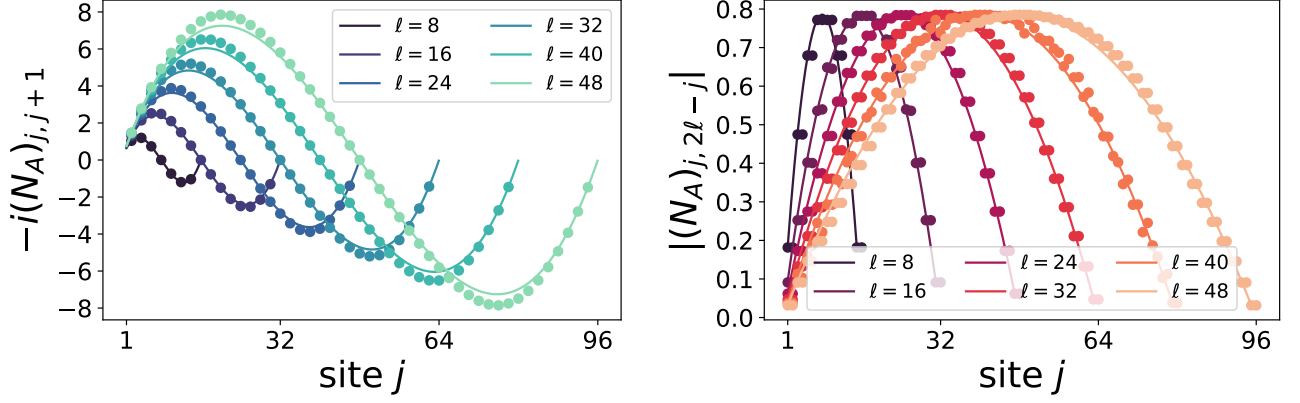 8
6
4
2
0
−2
−4
−6
−8
−i(N_A)_{j, j+1}
ℓ = 8
ℓ = 16
ℓ = 24
ℓ = 32
ℓ = 40
ℓ = 48
1
32
64
96
site j
0.8
0.7
0.6
0.5
0.4
0.3
0.2
0.1
0.0
|(N_A)_{j, 2ℓ−j}|
ℓ = 8
ℓ = 16
ℓ = 24
ℓ = 32
ℓ = 40
ℓ = 48
1
32
64
96
site j